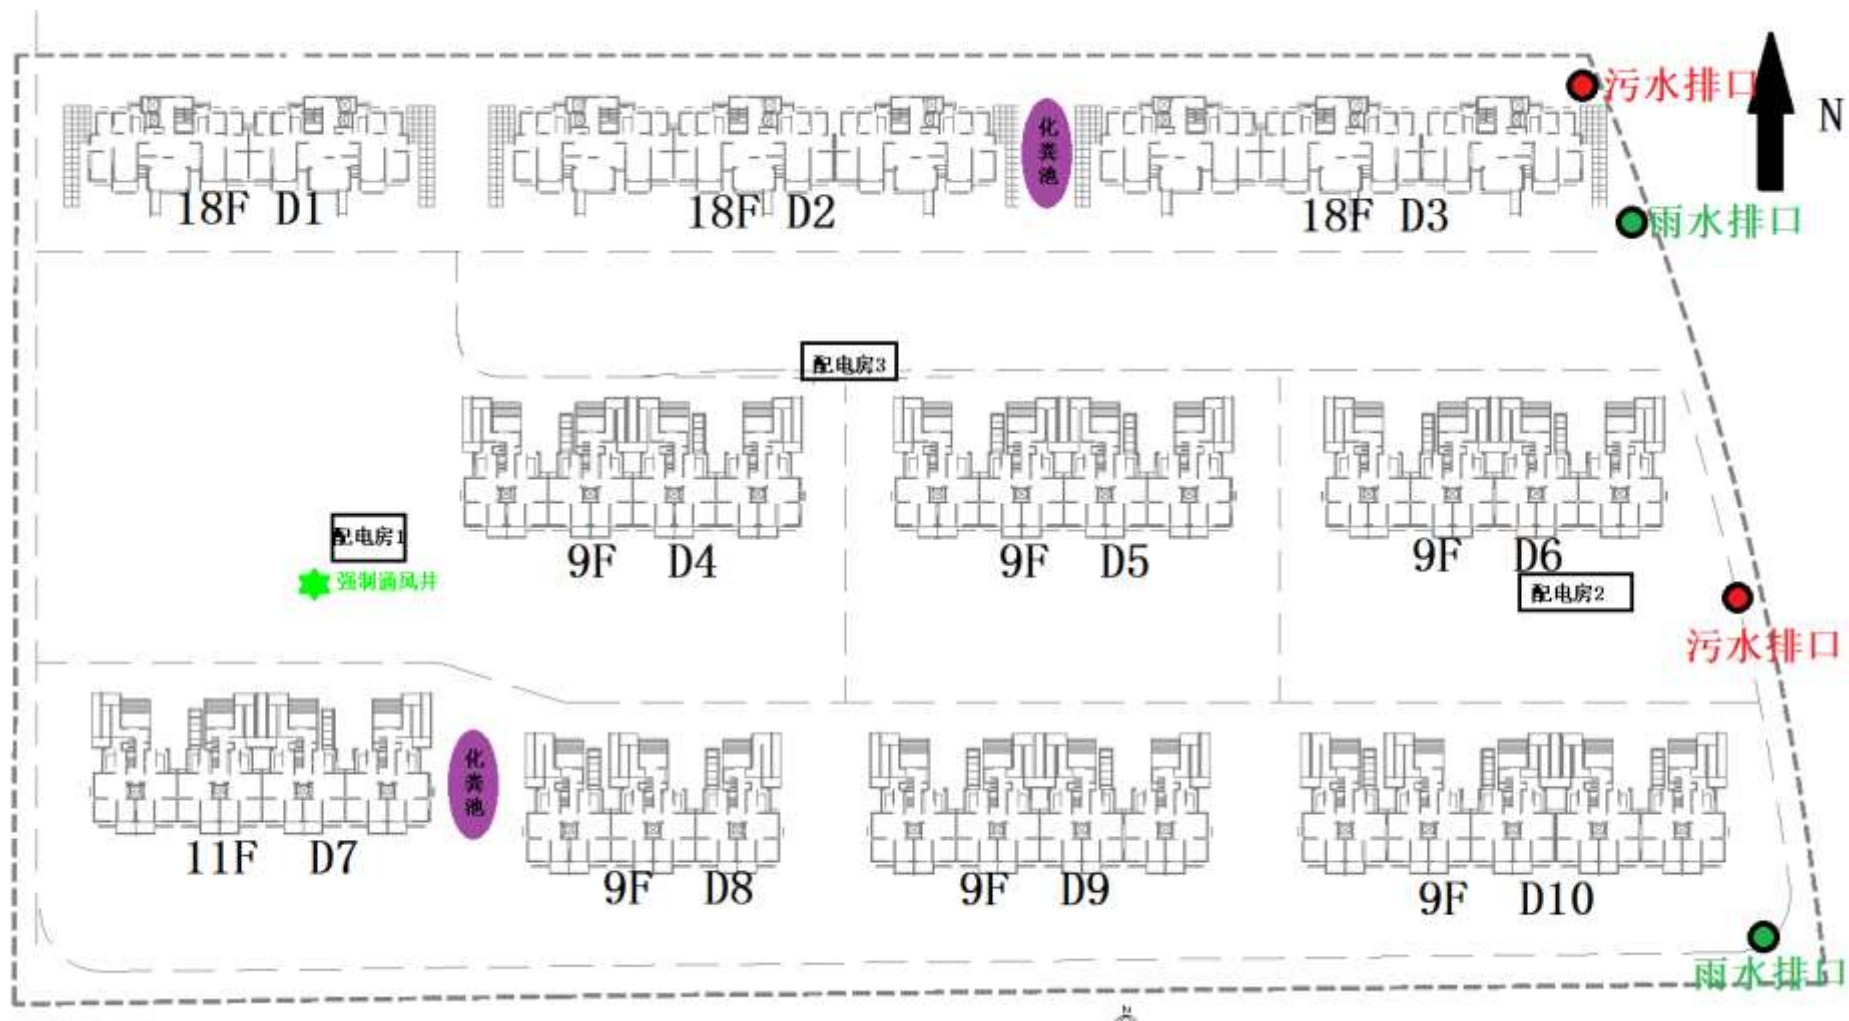 污水排口
N
化粪池
18F D1
18F D2
18F D3
雨水排口
配电房3
配电房1
9F D4
9F D5
9F D6
强制通风井
配电房2
污水排口
化粪池
11F D7
9F D8
9F D9
9F D10
雨水排口